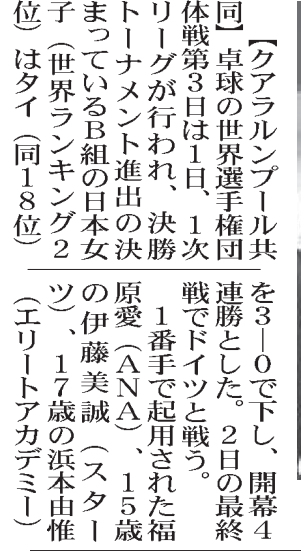 【クアラルンプール共
同】卓球の世界選手権団
体戦第3日は1日、1次
リーグが行われ、決勝
トーナメント進出の決
まっているB組の日本女
子（世界ランキング2
位）はタイ（同18位）
を3―0で下し、開幕4
連勝とした。2日の最終
戦でドイツと戦う。
1番手で起用された福
原愛（ANA）、15歳
の伊藤美誠（スター
ツ）、17歳の浜本由惟
（エリートアカデミー）